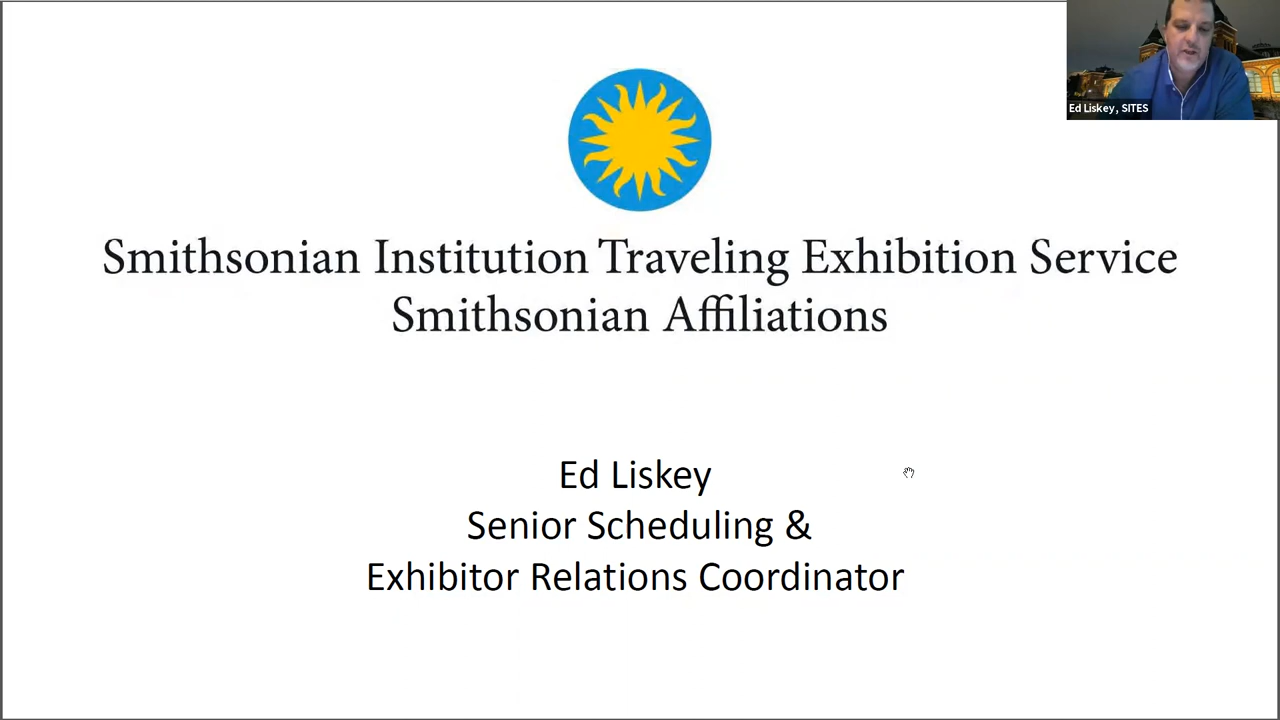 Ed Liskey, SITES
Smithsonian Institution Traveling Exhibition Service
Smithsonian Affiliations
Ed Liskey
Senior Scheduling &
Exhibitor Relations Coordinator